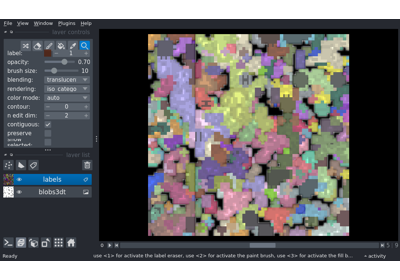 File View Window Plugins Help
layer controls
label: 1
opacity: 0.70
brush size: 10
blending: translucen
rendering: iso_catego
color mode: auto
contour: 0
n edit dim: 2
contiguous:
preserve
show
selected:
layer list
labels
blobs3dt
Ready
use <1> for activate the label eraser, use <2> for activate the paint brush, use <3> for activate the fill b...
activity